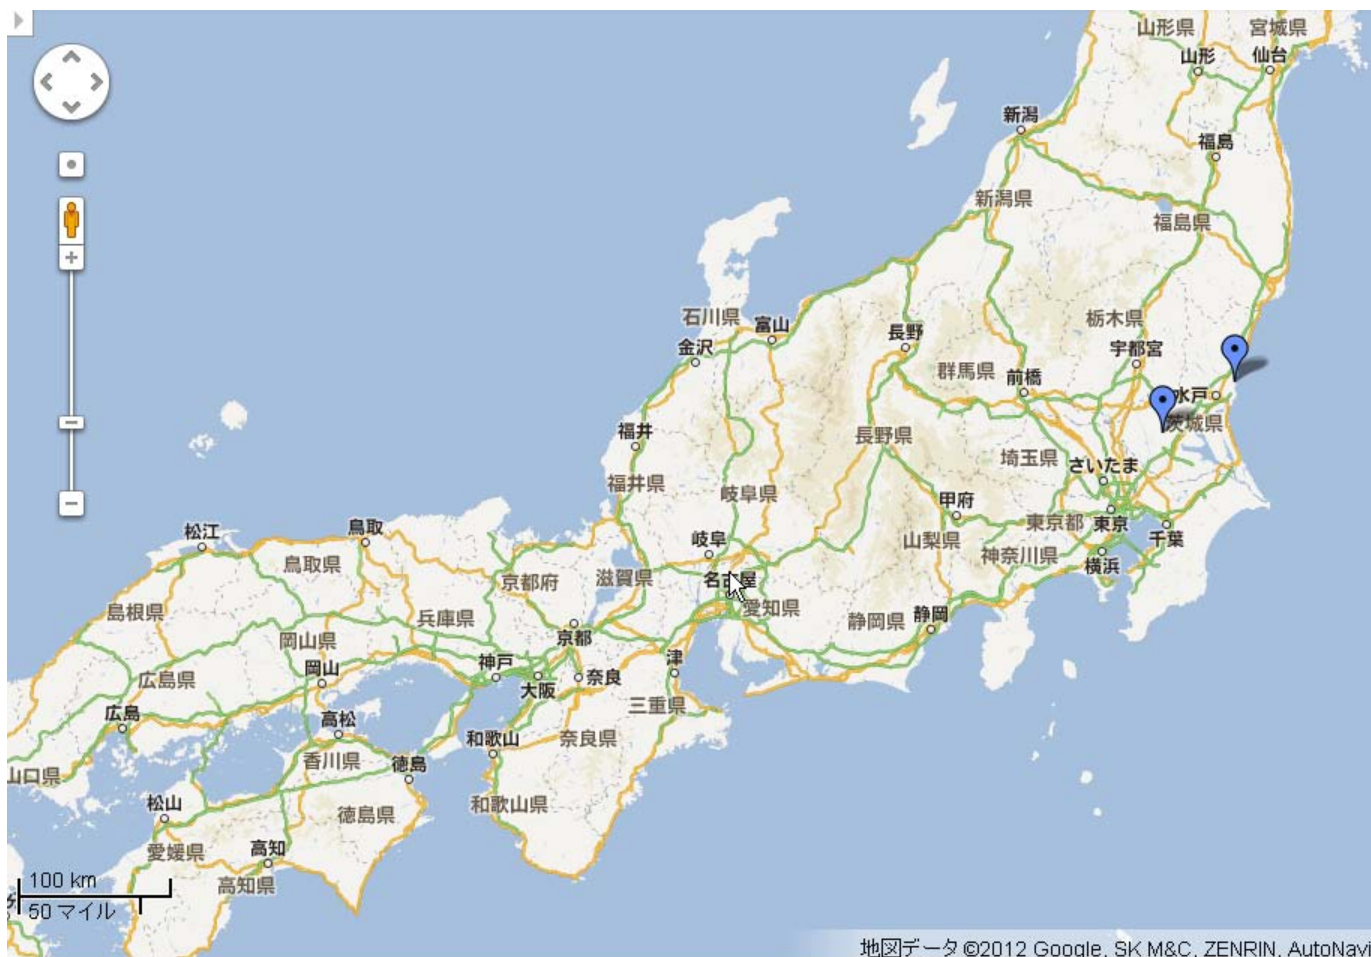 山形県
宮城県
山形
仙台
新潟
福島
新潟県
福島県
石川県
富山
金沢
長野
栃木県
宇都宮
群馬県
前橋
水戸
茨城県
福井
長野県
埼玉県
さいたま
福井県
岐阜県
甲府
東京都
東京
千葉
松江
鳥取
岐阜
山梨県
神奈川県
横浜
鳥取県
京都府
滋賀県
名古屋
愛知県
島根県
兵庫県
静岡県
静岡
岡山県
京都
広島県
岡山
神戸
大阪
奈良
津
三重県
広島
高松
和歌山
奈良県
山口県
香川県
徳島
松山
徳島県
和歌山県
愛媛県
高知
高知県
100 km
50 マイル
地図データ ©2012 Google, SK M&C, ZENRIN, AutoNavi